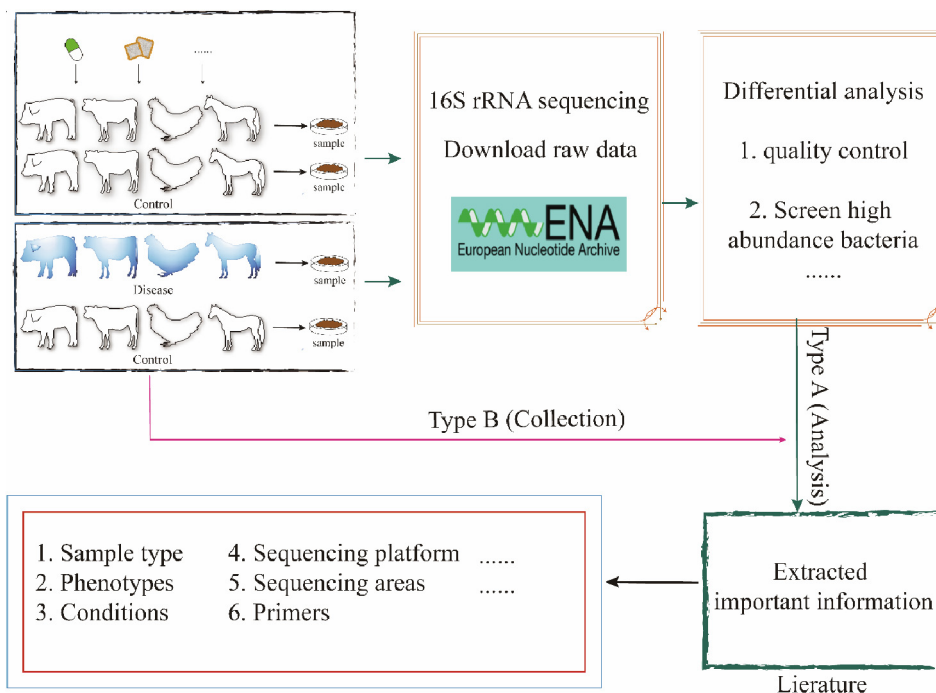 ......
sample
sample
Control
Disease
sample
sample
Control
16S rRNA sequencing
Download raw data
ENA
European Nucleotide Archive
Differential analysis
1. quality control
2. Screen high
abundance bacteria
......
Type A (Analysis)
Type B (Collection)
Extracted
important information
Lierature
1. Sample type
2. Phenotypes
3. Conditions
4. Sequencing platform
5. Sequencing areas
6. Primers
......
......